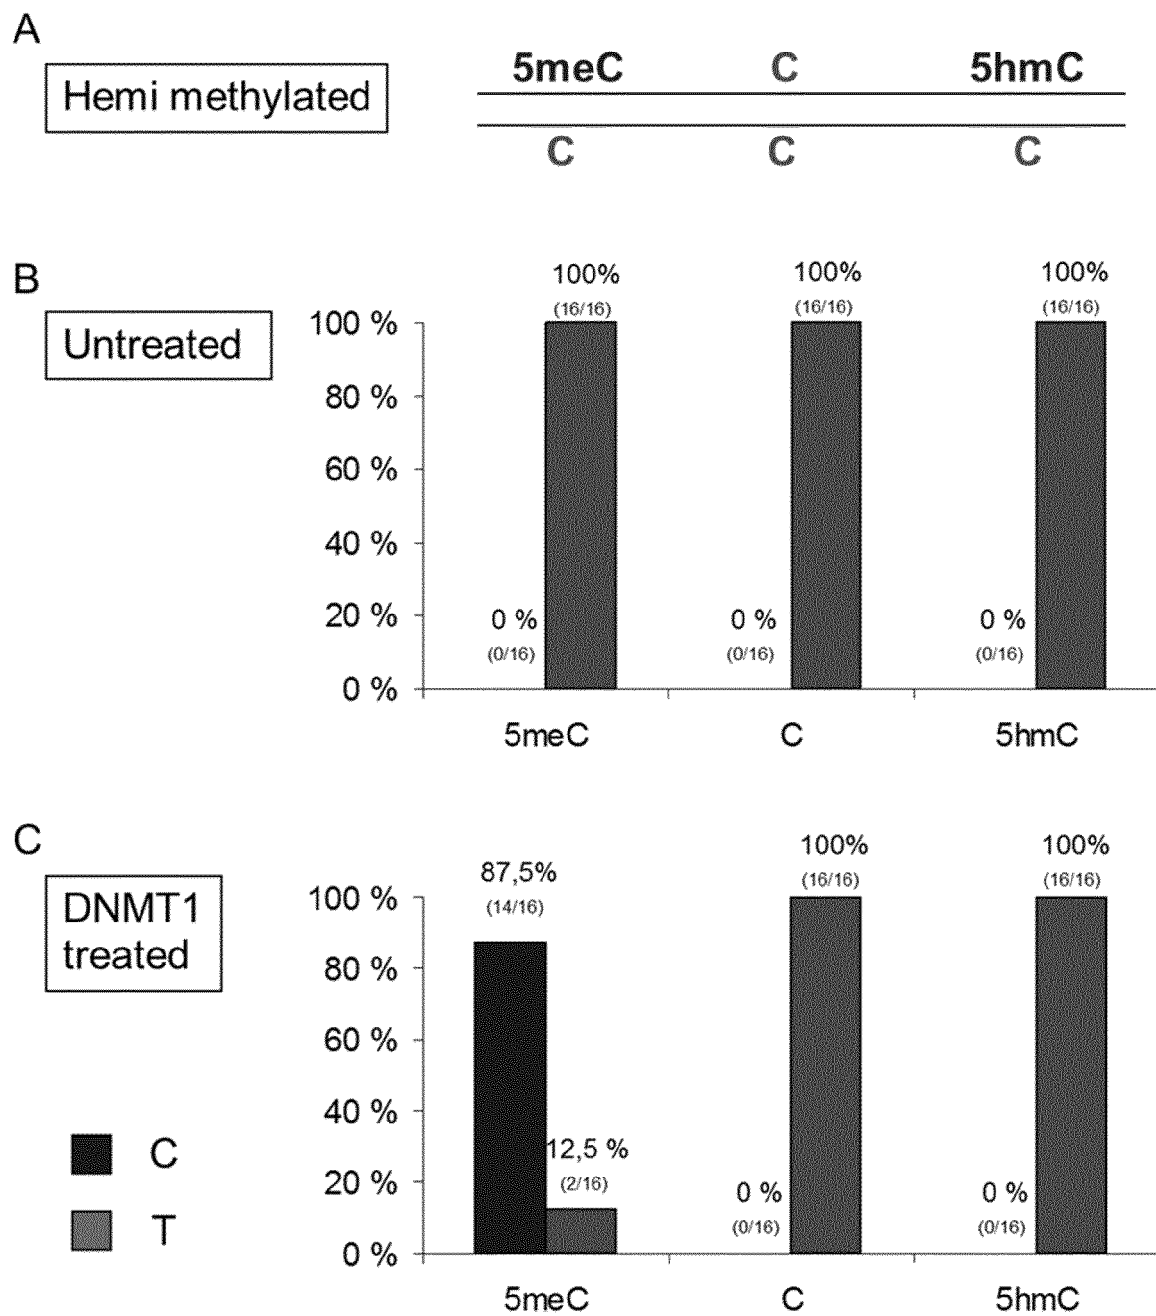 A
Hemi methylated
5meC C 5hmC
C C C
B
Untreated
100% 100% 100%
(16/16) (16/16) (16/16)
100 %
80 %
60 %
40 %
20 %
0 %
0 % 0 % 0 %
(0/16) (0/16) (0/16)
5meC C 5hmC
C
DNMT1
treated
87,5% 100% 100%
(14/16) (16/16) (16/16)
100 %
80 %
60 %
40 %
20 %
0 %
12,5 % 0 % 0 %
(2/16) (0/16) (0/16)
5meC C 5hmC
C
T